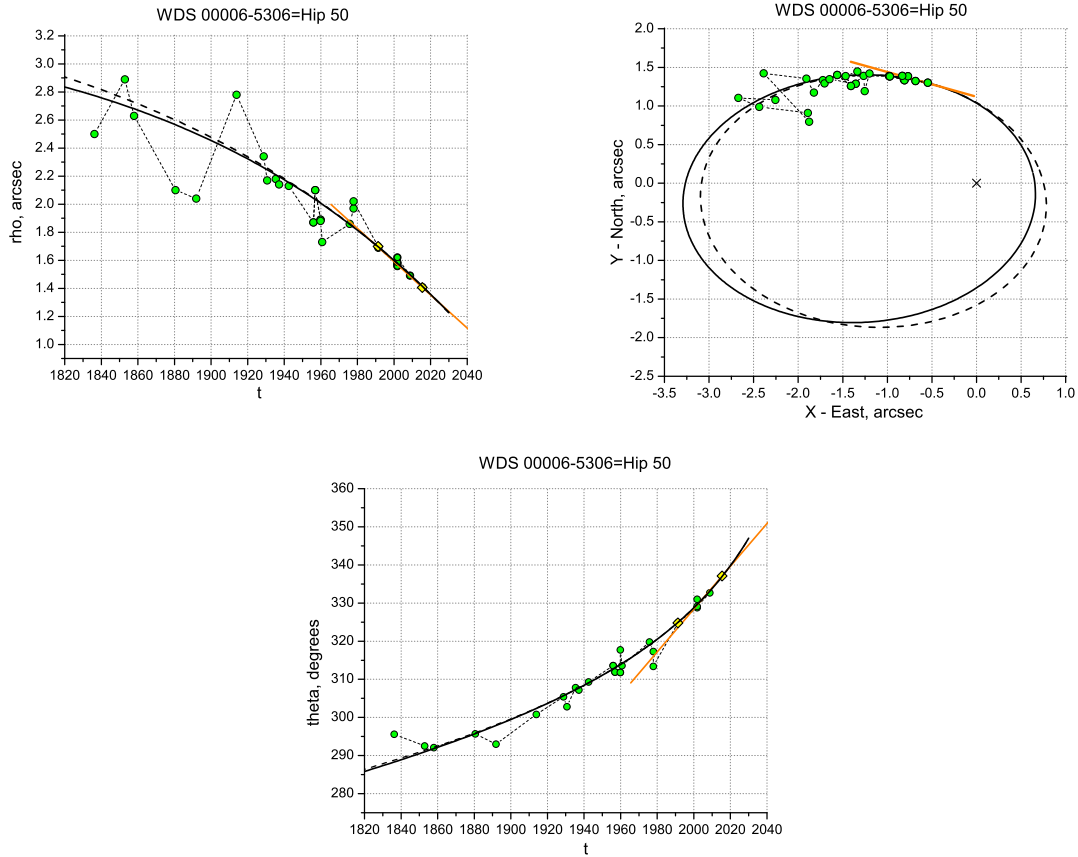 WDS 00006-5306=Hip 50
3.2
3.0
2.8
2.6
2.4
2.2
2.0
1.8
1.6
1.4
1.2
1.0
rho, arcsec
1820 1840 1860 1880 1900 1920 1940 1960 1980 2000 2020 2040
t
WDS 00006-5306=Hip 50
2.0
1.5
1.0
0.5
0.0
-0.5
-1.0
-1.5
-2.0
-2.5
Y - North, arcsec
-3.5 -3.0 -2.5 -2.0 -1.5 -1.0 -0.5 0.0 0.5 1.0
X - East, arcsec
WDS 00006-5306=Hip 50
360
350
340
330
320
310
300
290
280
theta, degrees
1820 1840 1860 1880 1900 1920 1940 1960 1980 2000 2020 2040
t